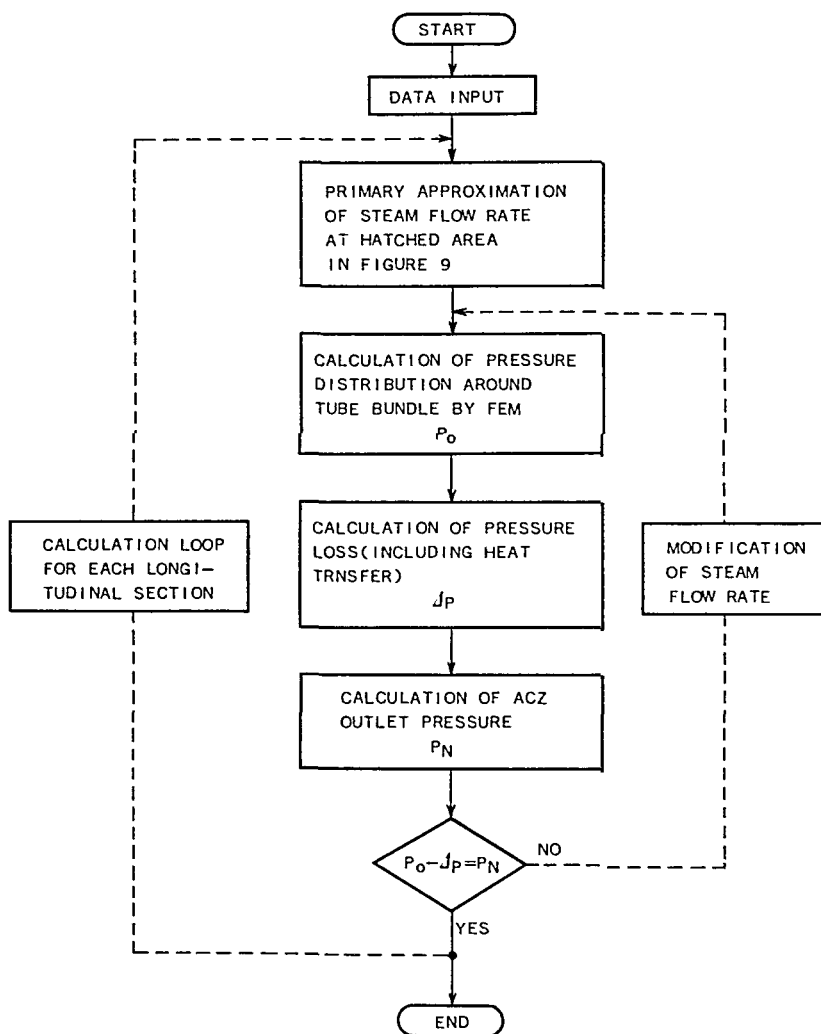 START
DATA INPUT
PRIMARY APPROXIMATION
OF STEAM FLOW RATE
AT HATCHED AREA
IN FIGURE 9
CALCULATION OF PRESSURE
DISTRIBUTION AROUND
TUBE BUNDLE BY FEM
Po
CALCULATION OF PRESSURE
LOSS(INCLUDING HEAT
TRNSFER)
ΔP
CALCULATION OF ACZ
OUTLET PRESSURE
PN
Po-ΔP=PN
NO
YES
END
CALCULATION LOOP
FOR EACH LONGI-
TUDINAL SECTION
MODIFICATION
OF STEAM
FLOW RATE